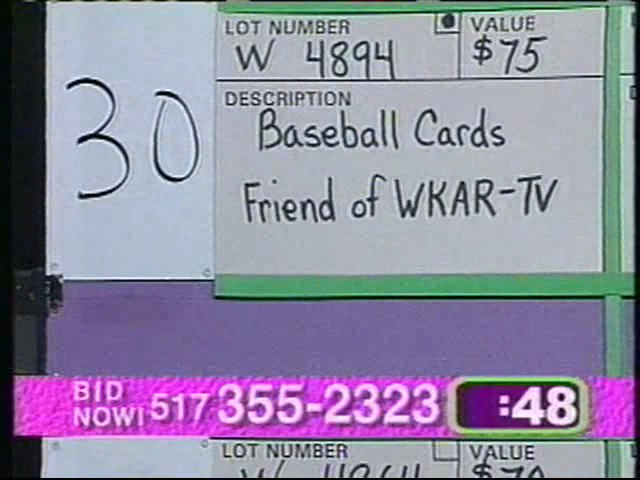 30
LOT NUMBER
W 4894
VALUE
$75
DESCRIPTION
Baseball Cards
Friend of WKAR-TV
BID
NOW! 517 355-2323 :48
LOT NUMBER
VALUE